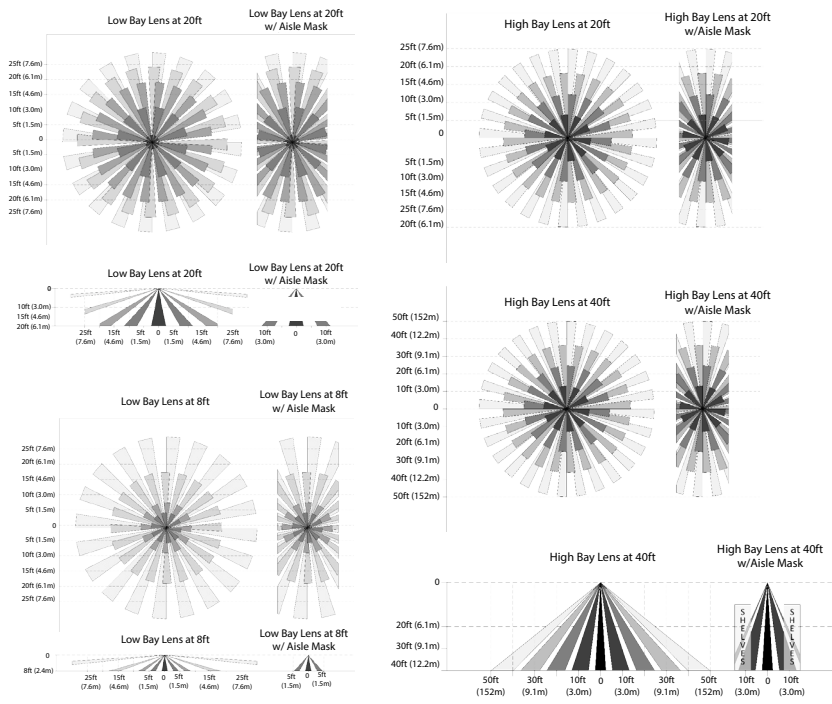 Low Bay Lens at 20ft
Low Bay Lens at 20ft
w/ Aisle Mask
25ft (7.6m)
20ft (6.1m)
15ft (4.6m)
10ft (3.0m)
5ft (1.5m)
0
5ft (1.5m)
10ft (3.0m)
15ft (4.6m)
20ft (6.1m)
25ft (7.6m)
Low Bay Lens at 20ft
Low Bay Lens at 20ft
w/ Aisle Mask
0
10ft (3.0m)
15ft (4.6m)
20ft (6.1m)
25ft 15ft 5ft 0 5ft 15ft 25ft 10ft 0 10ft
(7.6m) (4.6m) (1.5m) (1.5m) (4.6m) (7.6m) (3.0m) (3.0m)
Low Bay Lens at 8ft
Low Bay Lens at 8ft
w/ Aisle Mask
25ft (7.6m)
20ft (6.1m)
15ft (4.6m)
10ft (3.0m)
5ft (1.5m)
0
5ft (1.5m)
10ft (3.0m)
15ft (4.6m)
20ft (6.1m)
25ft (7.6m)
Low Bay Lens at 8ft
Low Bay Lens at 8ft
w/ Aisle Mask
0
8ft (2.4m)
25ft 15ft 5ft 0 5ft 15ft 25ft 5ft 0 5ft
(7.6m) (4.6m) (1.5m) (1.5m) (4.6m) (7.6m) (1.5m) (1.5m)
High Bay Lens at 20ft
High Bay Lens at 20ft
w/Aisle Mask
25ft (7.6m)
20ft (6.1m)
15ft (4.6m)
10ft (3.0m)
5ft (1.5m)
0
5ft (1.5m)
10ft (3.0m)
15ft (4.6m)
25ft (7.6m)
20ft (6.1m)
High Bay Lens at 40ft
High Bay Lens at 40ft
w/Aisle Mask
50ft (152m)
40ft (12.2m)
30ft (9.1m)
20ft (6.1m)
10ft (3.0m)
0
10ft (3.0m)
20ft (6.1m)
30ft (9.1m)
40ft (12.2m)
50ft (152m)
High Bay Lens at 40ft
High Bay Lens at 40ft
w/Aisle Mask
0
20ft (6.1m)
30ft (9.1m)
40ft (12.2m)
SHELVES
SHELVES
50ft 30ft 10ft 0 10ft 30ft 50ft 10ft 0 10ft
(152m) (9.1m) (3.0m) (3.0m) (9.1m) (152m) (3.0m) (3.0m)